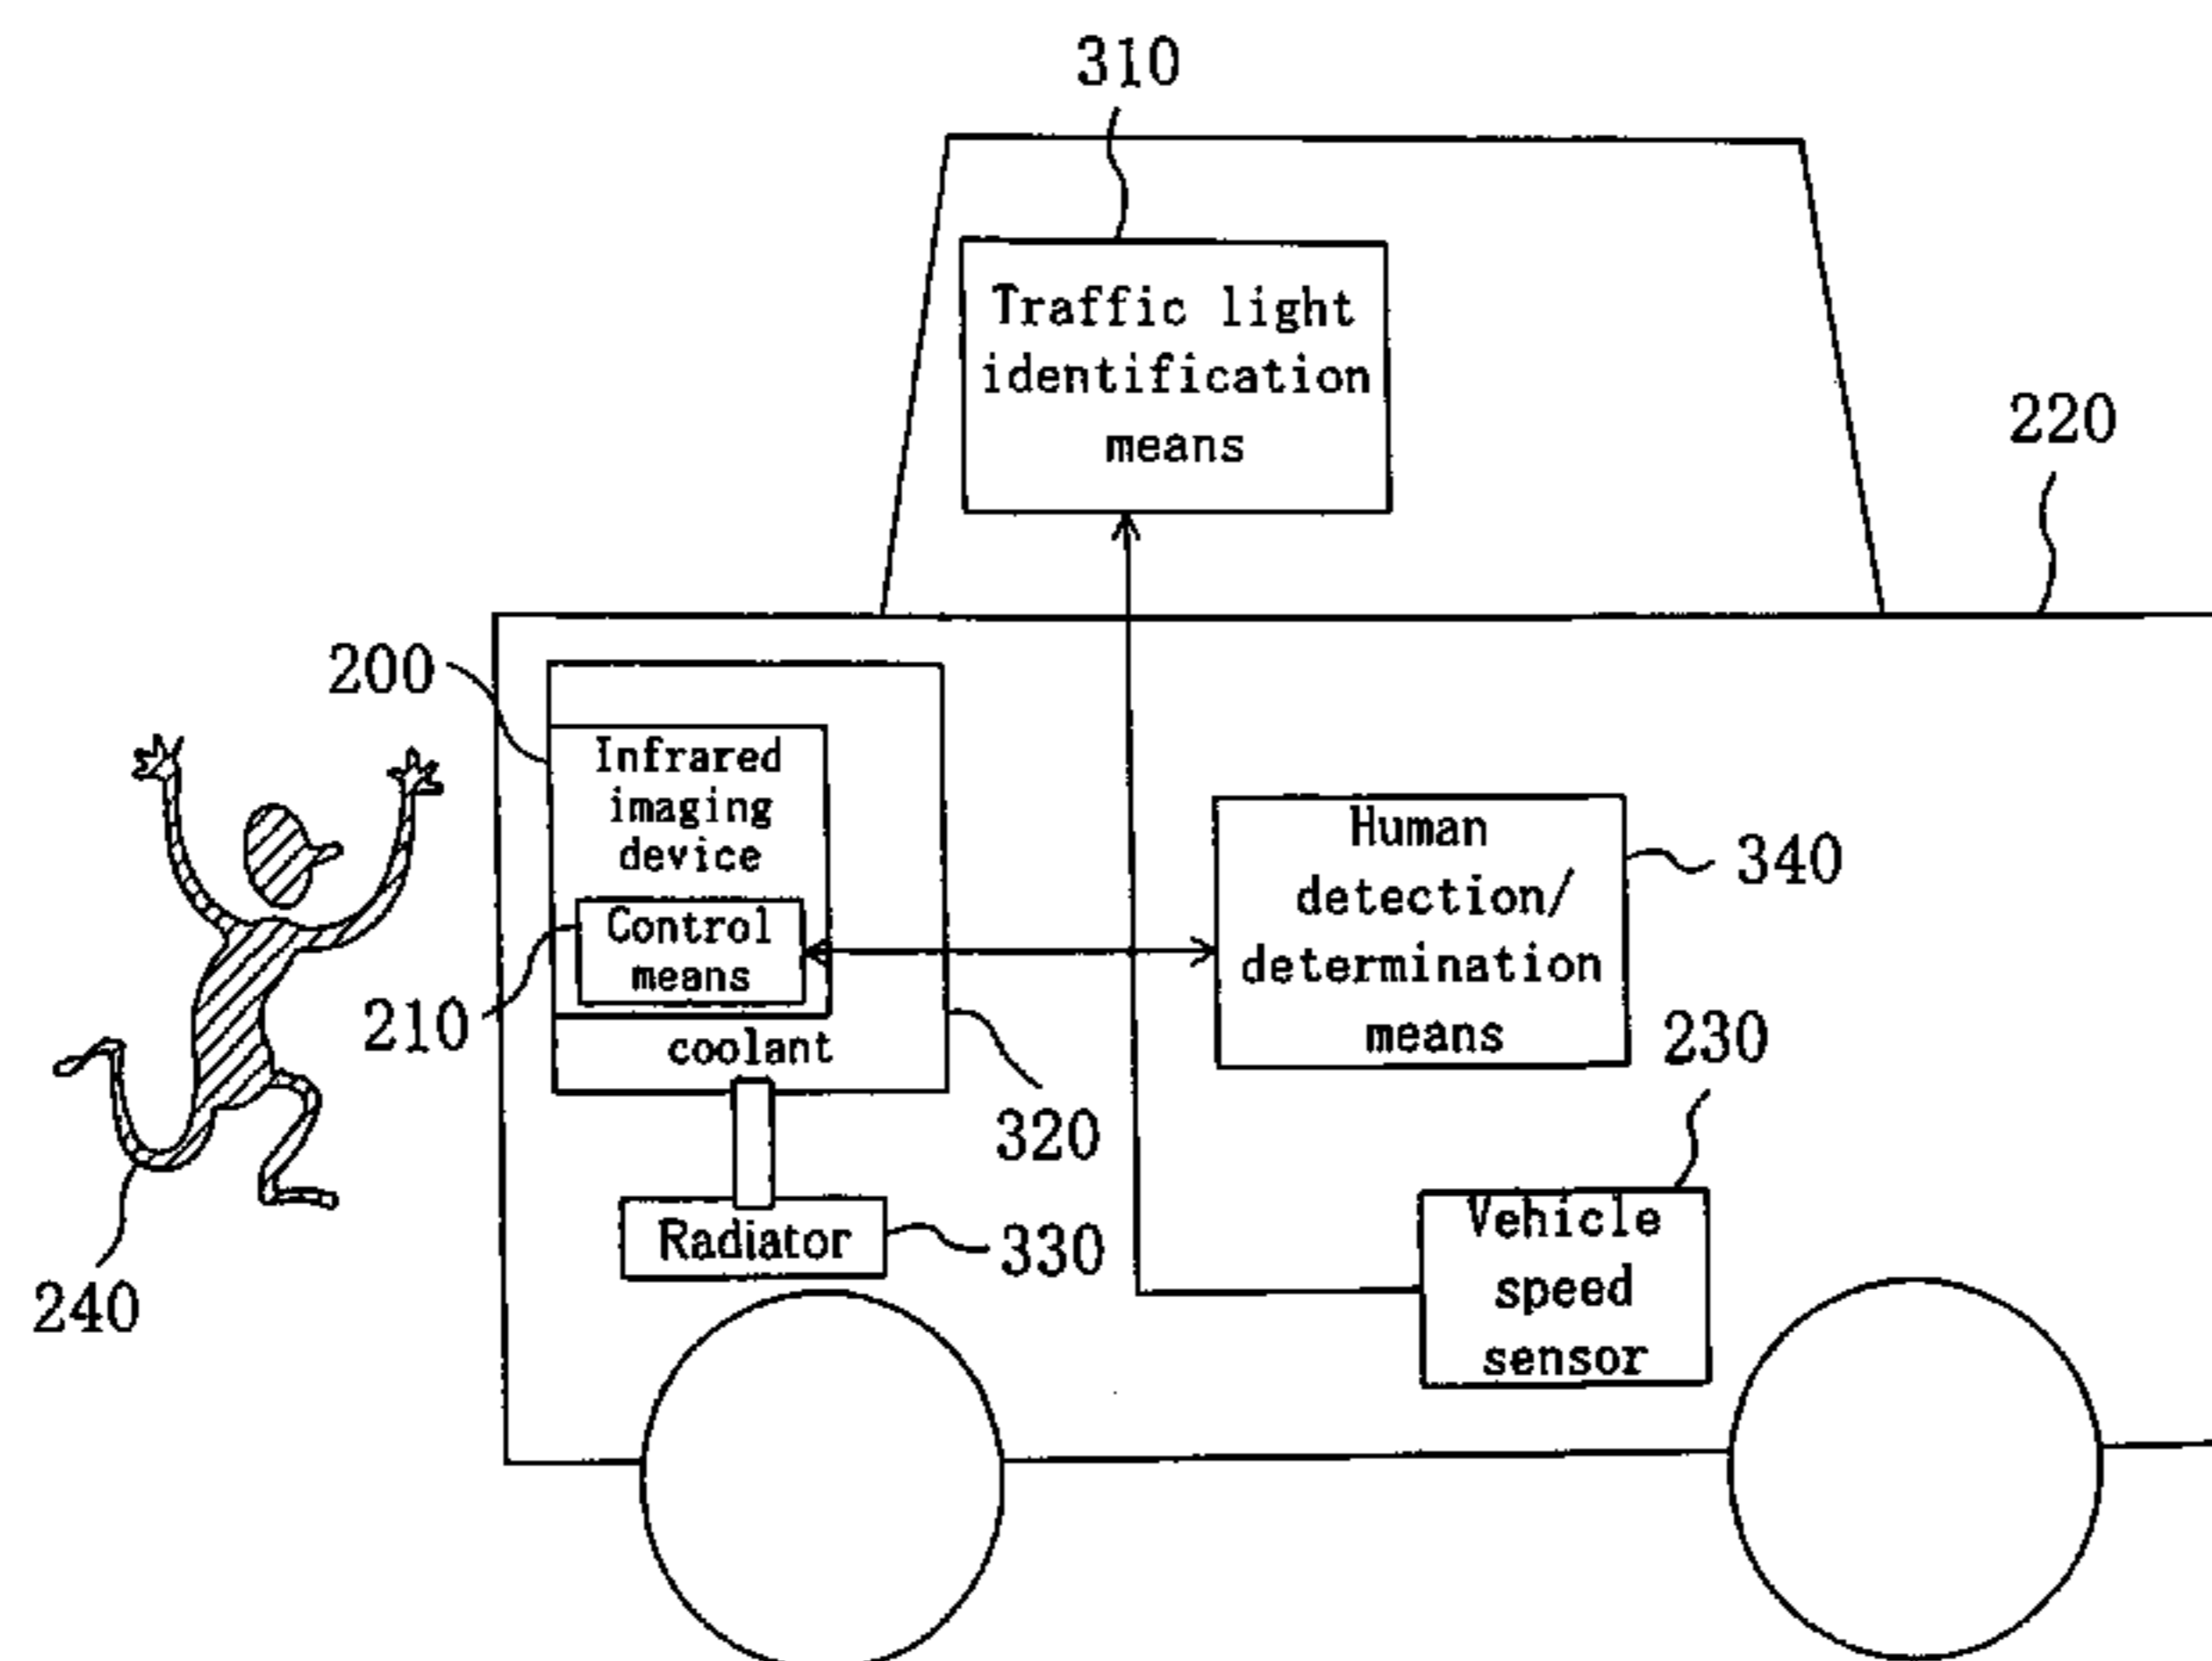 310
Traffic light
identification
means
220
200
Infrared
imaging
device
Control
means
210
coolant
320
Human
detection/
determination
means
340
230
Vehicle
speed
sensor
Radiator
330
240